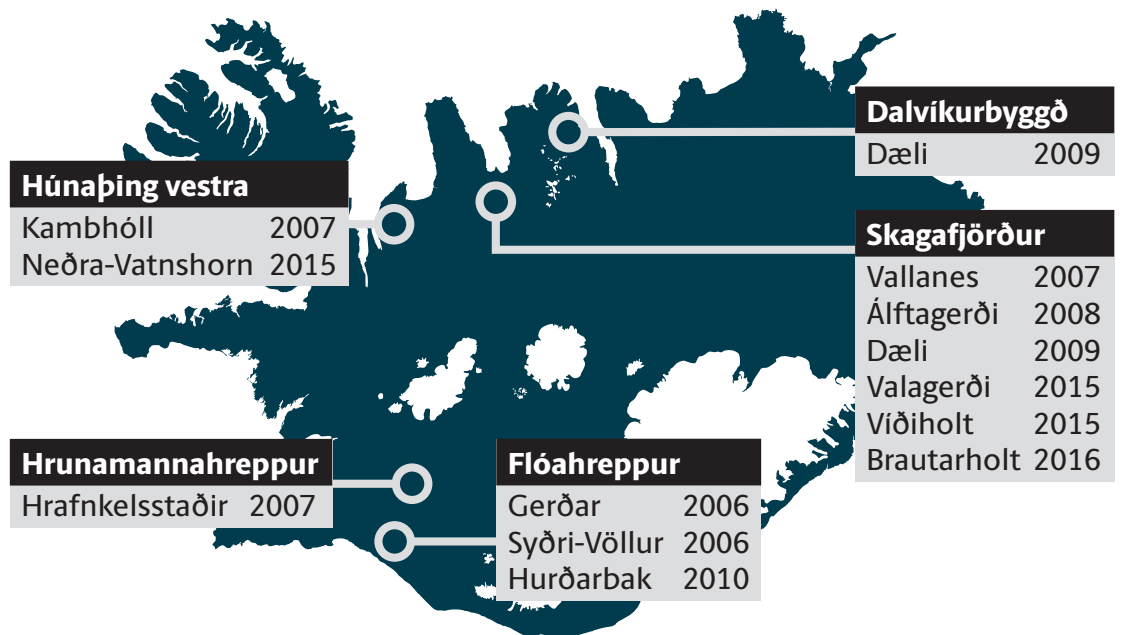 Dalvíkurbyggð
Dæli 2009
Húnaþing vestra
Kambhóll 2007
Neðra-Vatnshorn 2015
Skagafjörður
Vallanes 2007
Álftagerði 2008
Dæli 2009
Valagerði 2015
Víðiholt 2015
Brautarholt 2016
Hrunamannahreppur
Hrafnkelsstaðir 2007
Flóahreppur
Gerðar 2006
Syðri-Völlur 2006
Hurðarbak 2010